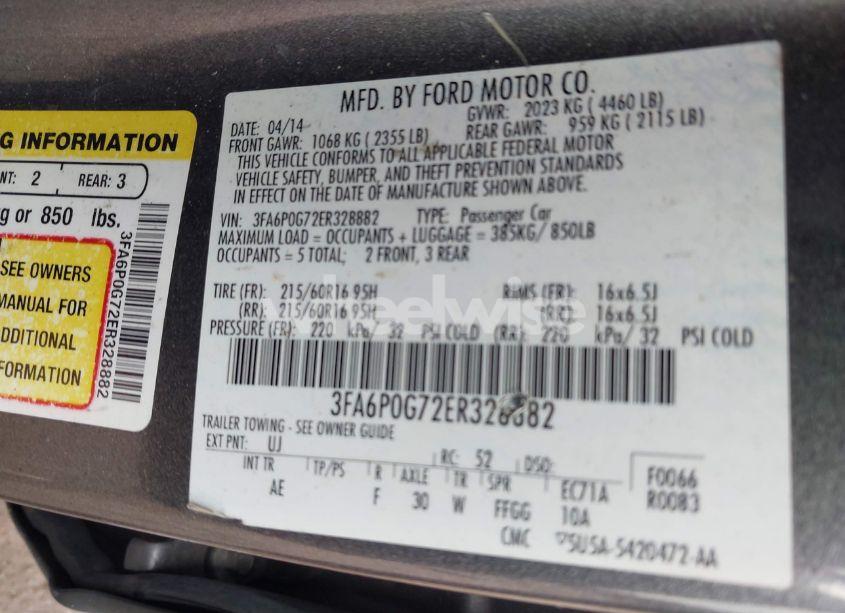 G INFORMATION
NT: 2 REAR: 3
g or 850 lbs.
SEE OWNERS
MANUAL FOR
ADDITIONAL
INFORMATION
3FA6P0G72ER328882
MFD. BY FORD MOTOR CO.
DATE: 04/14 GVWR: 2023 KG ( 4460 LB)
FRONT GAWR: 1068 KG ( 2355 LB) REAR GAWR: 959 KG ( 2115 LB)
THIS VEHICLE CONFORMS TO ALL APPLICABLE FEDERAL MOTOR
VEHICLE SAFETY, BUMPER, AND THEFT PREVENTION STANDARDS
IN EFFECT ON THE DATE OF MANUFACTURE SHOWN ABOVE.
VIN: 3FA6P0G72ER328882 TYPE: Passenger Car
MAXIMUM LOAD = OCCUPANTS + LUGGAGE = 385KG/ 850LB
OCCUPANTS = 5 TOTAL; 2 FRONT, 3 REAR
TIRE (FR): 215/60R16 95H RIMS (FR): 16x6.5J
(RR): 215/60R16 95H (RR): 16x6.5J
PRESSURE (FR): 220 kPa/ 32 PSI COLD (RR): 220 kPa/ 32 PSI COLD
wheelwise
3FA6P0G72ER328882
TRAILER TOWING - SEE OWNER GUIDE
EXT PNT: UJ RC: 52 DSO: F0066
INT TR TP/PS R AXLE TR SPR EC71A R0083
AE F 30 W FFGG 10A
CMC 5U5A-5420472-AA